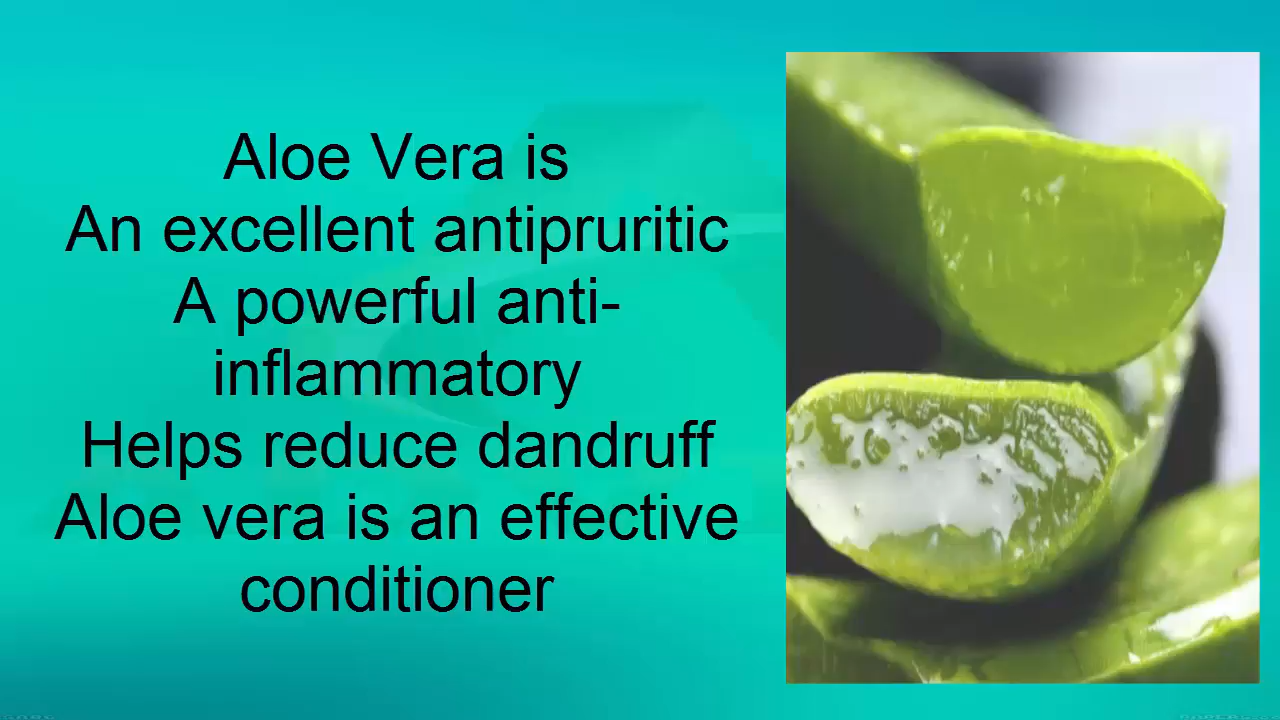 Aloe Vera is
An excellent antipruritic
A powerful anti-
inflammatory
Helps reduce dandruff
Aloe vera is an effective
conditioner